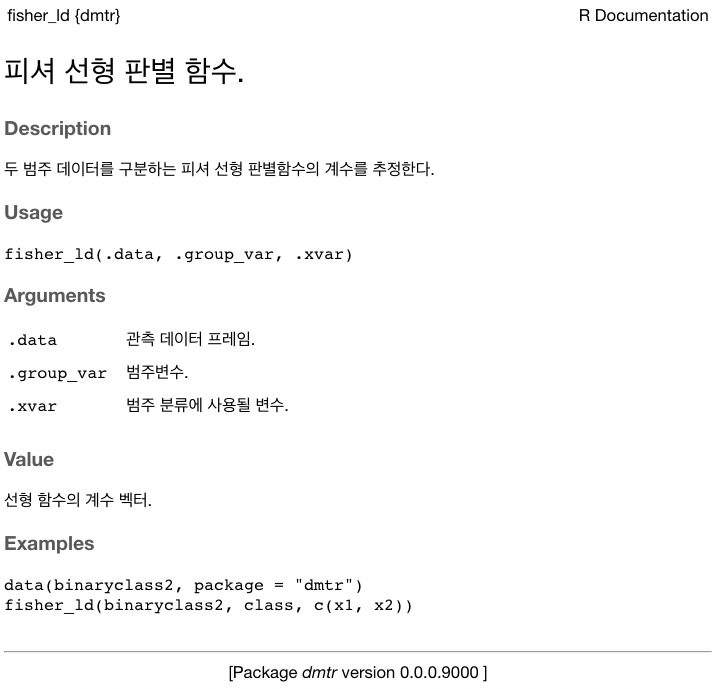 fisher_ld {dmtr} R Documentation
피셔 선형 판별 함수.
Description
두 범주 데이터를 구분하는 피셔 선형 판별함수의 계수를 추정한다.
Usage
fisher_ld(.data, .group_var, .xvar)
Arguments
.data 관측 데이터 프레임.
.group_var 범주변수.
.xvar 범주 분류에 사용될 변수.
Value
선형 함수의 계수 벡터.
Examples
data(binaryclass2, package = "dmtr")
fisher_ld(binaryclass2, class, c(x1, x2))
[Package dmtr version 0.0.0.9000 ]